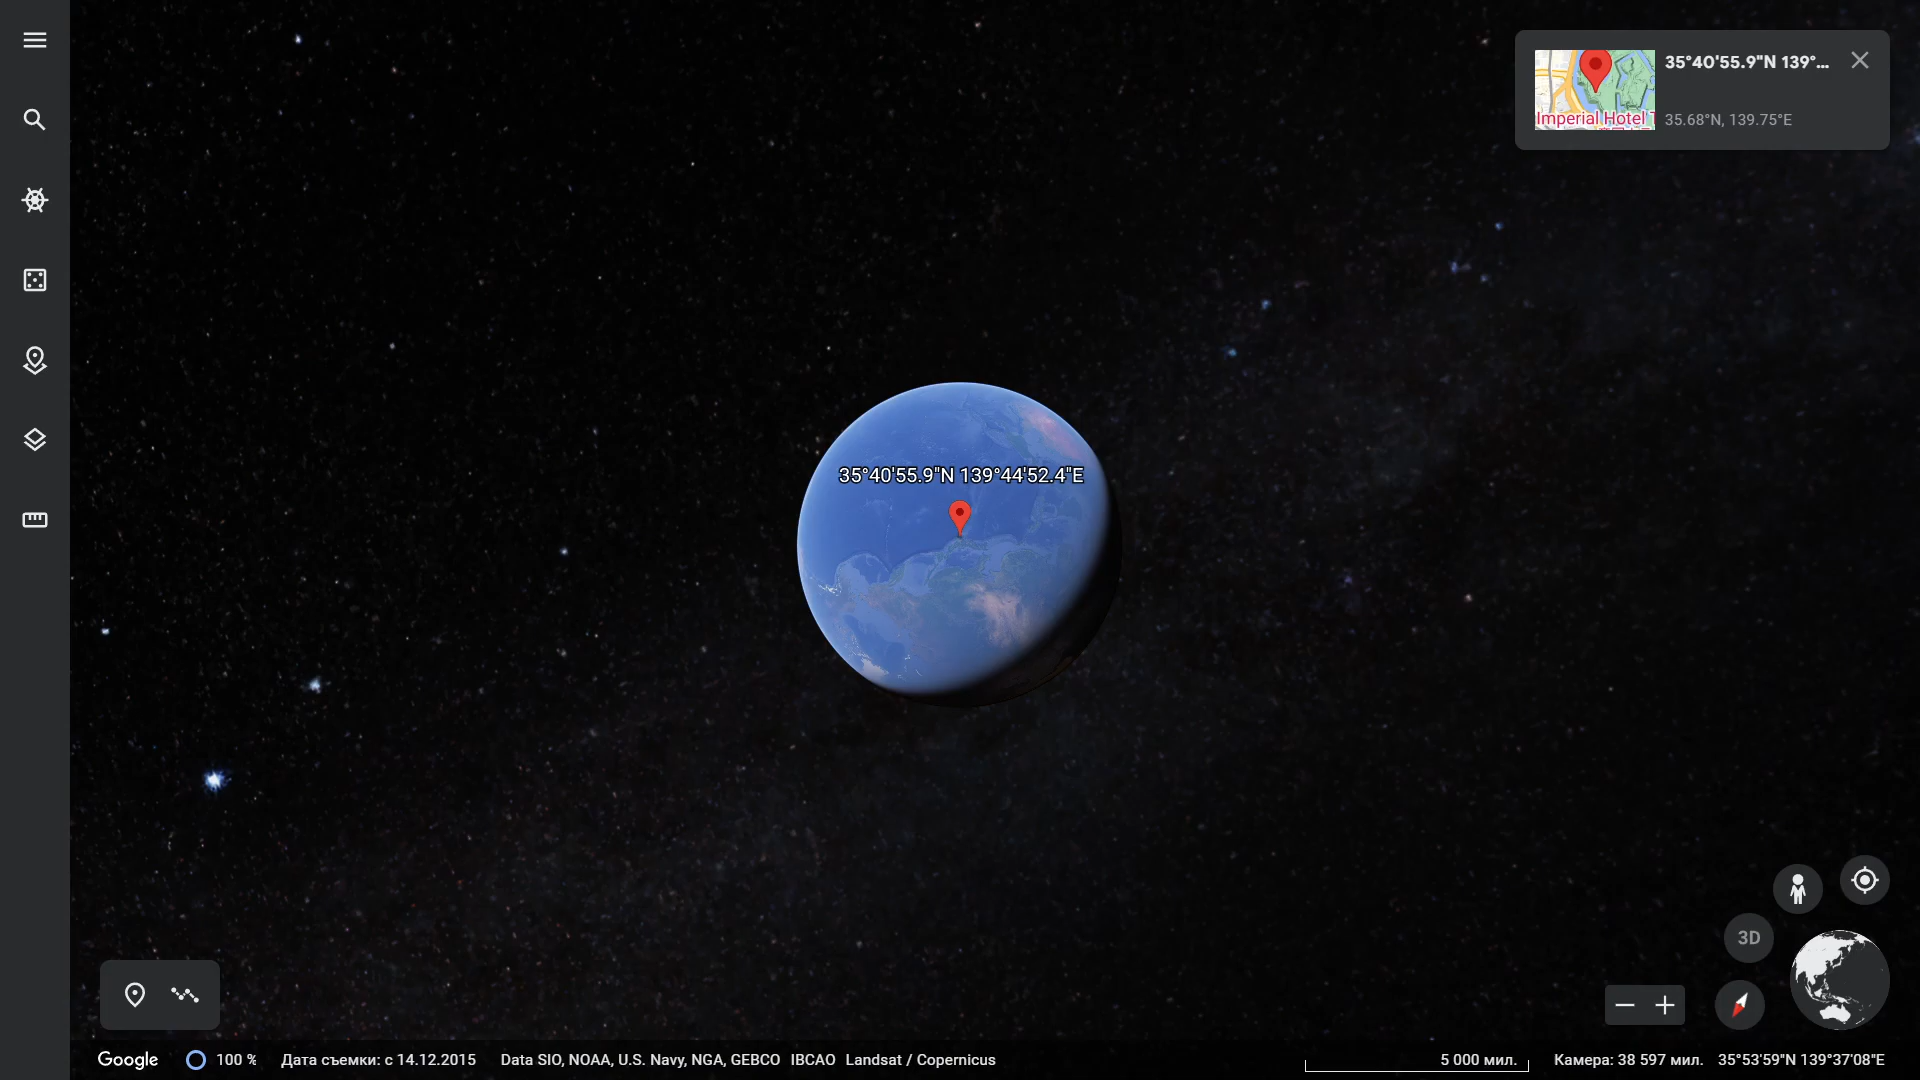 35°40'55.9"N 139°...
Imperial Hotel T
35.68°N, 139.75°E
35°40'55.9"N 139°44'52.4"E
3D
Google 100 % Дата съемки: с 14.12.2015 Data SIO, NOAA, U.S. Navy, NGA, GEBCO IBCAO Landsat / Copernicus 5 000 мил. Камера: 38 597 мил. 35°53'59"N 139°37'08"E